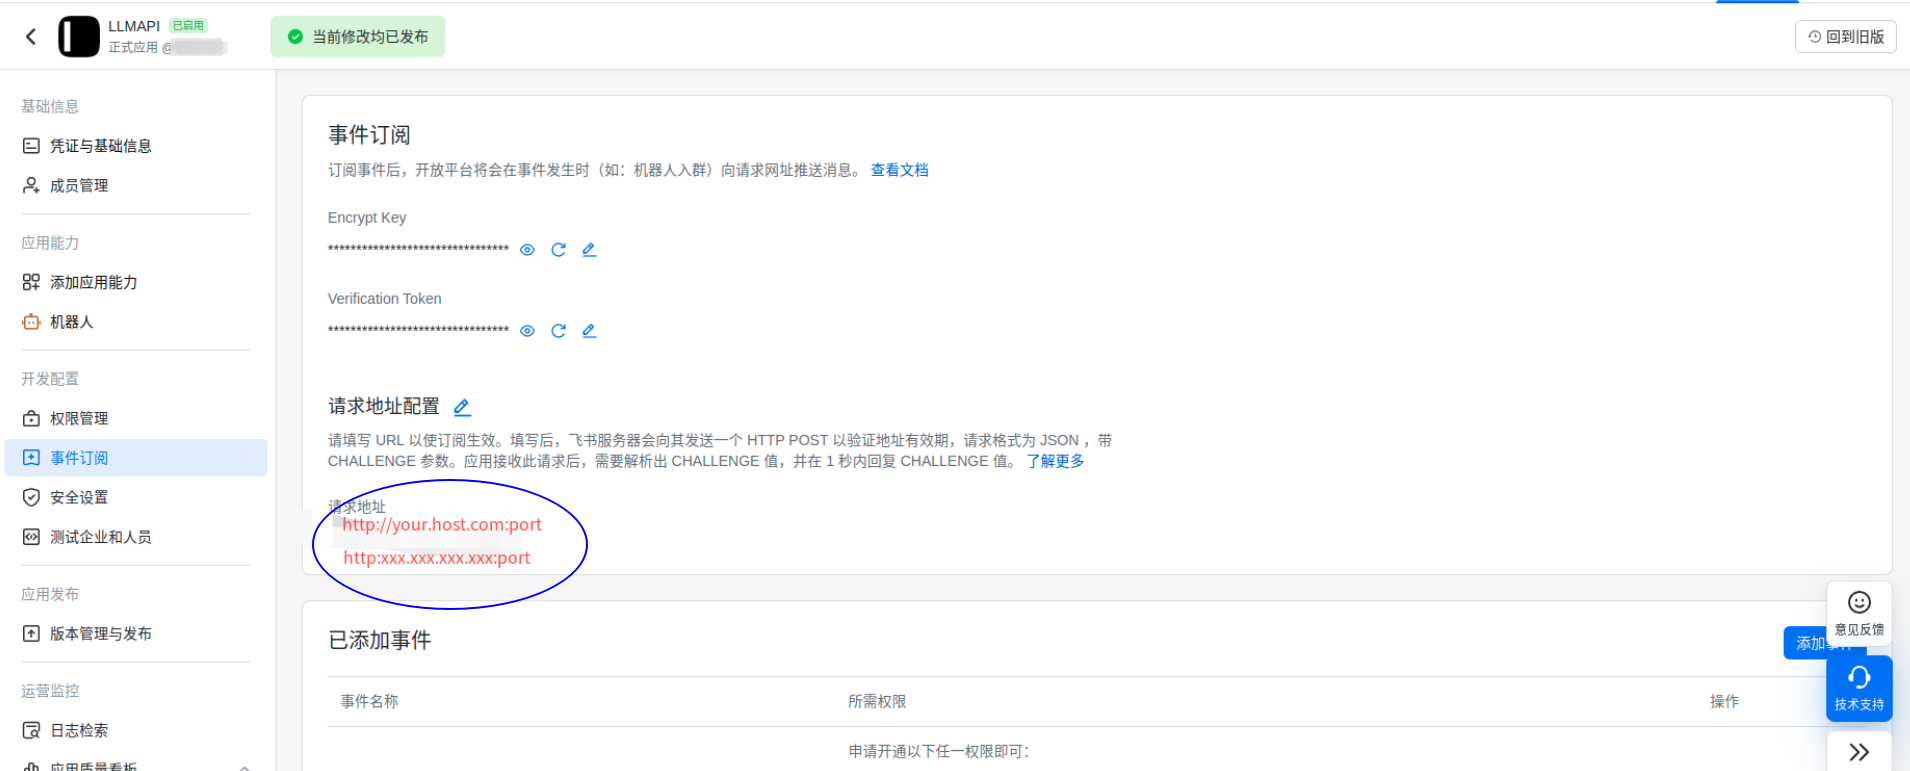 LLMAPI 已启用
正式应用 @
当前修改均已发布
回到旧版
基础信息
凭证与基础信息
成员管理
应用能力
添加应用能力
机器人
开发配置
权限管理
事件订阅
安全设置
测试企业和人员
应用发布
版本管理与发布
运营监控
日志检索
应用质量看板
事件订阅
订阅事件后，开放平台将会在事件发生时（如：机器人入群）向请求网址推送消息。 查看文档
Encrypt Key
********************************
Verification Token
********************************
请求地址配置
请填写 URL 以使订阅生效。填写后，飞书服务器会向其发送一个 HTTP POST 以验证地址有效期，请求格式为 JSON ，带
CHALLENGE 参数。应用接收此请求后，需要解析出 CHALLENGE 值，并在 1 秒内回复 CHALLENGE 值。 了解更多
请求地址
http://your.host.com:port
http:xxx.xxx.xxx.xxx:port
已添加事件
添加
事件名称 所需权限 操作
申请开通以下任一权限即可：
意见反馈
技术支持